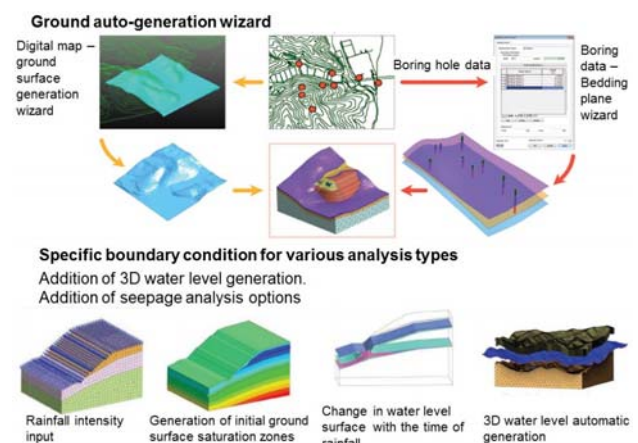 Ground auto-generation wizard
Digital map –
ground
surface
generation
wizard
Boring hole data
Boring
data –
Bedding
plane
wizard
Specific boundary condition for various analysis types
Addition of 3D water level generation.
Addition of seepage analysis options
Rainfall intensity
input
Generation of initial ground
surface saturation zones
Change in water level
surface with the time of
rainfall
3D water level automatic
generation